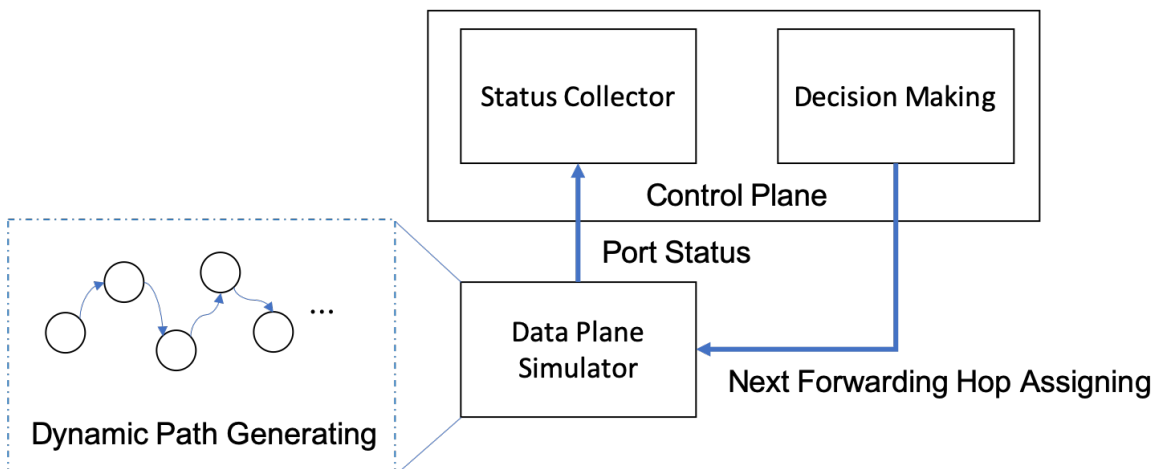 Status Collector
Decision Making
Control Plane
Port Status
Data Plane
Simulator
Next Forwarding Hop Assigning
...
Dynamic Path Generating